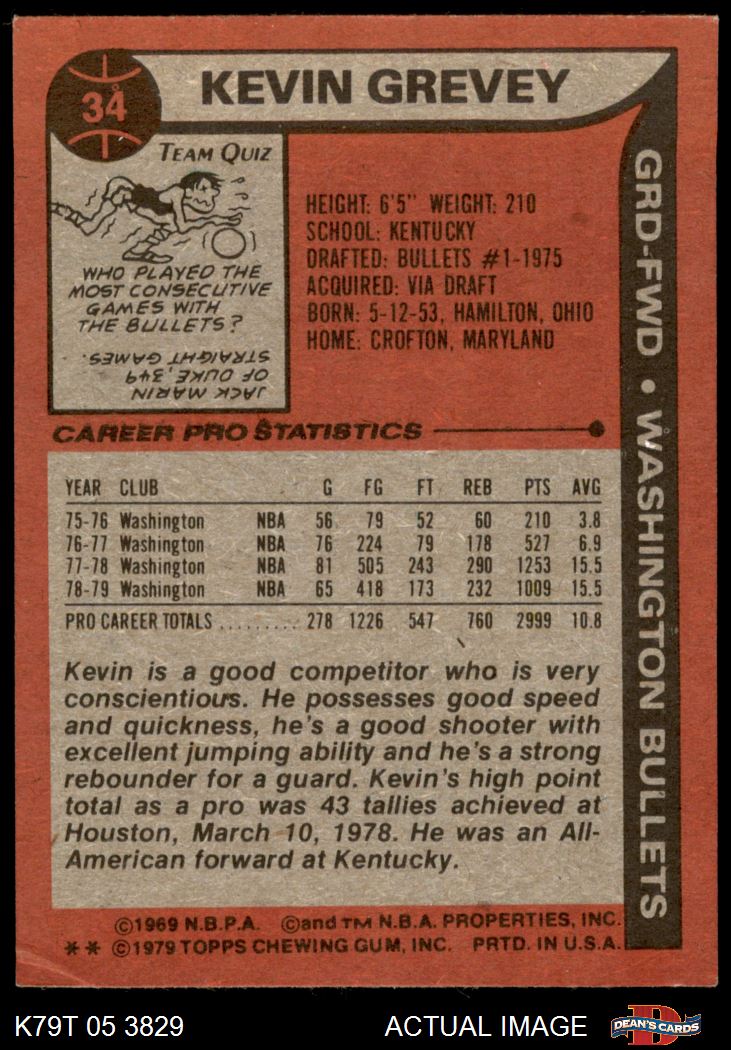 34
KEVIN GREVEY
TEAM QUIZ
WHO PLAYED THE
MOST CONSECUTIVE
GAMES WITH
THE BULLETS?
JACK MARIN
OF DUKE, 349
STRAIGHT GAMES.
HEIGHT: 6'5" WEIGHT: 210
SCHOOL: KENTUCKY
DRAFTED: BULLETS #1-1975
ACQUIRED: VIA DRAFT
BORN: 5-12-53, HAMILTON, OHIO
HOME: CROFTON, MARYLAND
GRD-FWD • WASHINGTON BULLETS
CAREER PRO STATISTICS
YEAR CLUB G FG FT REB PTS AVG
75-76 Washington NBA 56 79 52 60 210 3.8
76-77 Washington NBA 76 224 79 178 527 6.9
77-78 Washington NBA 81 505 243 290 1253 15.5
78-79 Washington NBA 65 418 173 232 1009 15.5
PRO CAREER TOTALS ......... 278 1226 547 760 2999 10.8
Kevin is a good competitor who is very
conscientious. He possesses good speed
and quickness, he's a good shooter with
excellent jumping ability and he's a strong
rebounder for a guard. Kevin's high point
total as a pro was 43 tallies achieved at
Houston, March 10, 1978. He was an All-
American forward at Kentucky.
©1969 N.B.P.A. ©and TM N.B.A. PROPERTIES, INC.
** ©1979 TOPPS CHEWING GUM, INC. PRTD. IN U.S.A.
K79T 05 3829 ACTUAL IMAGE
D
DEAN'S CARDS